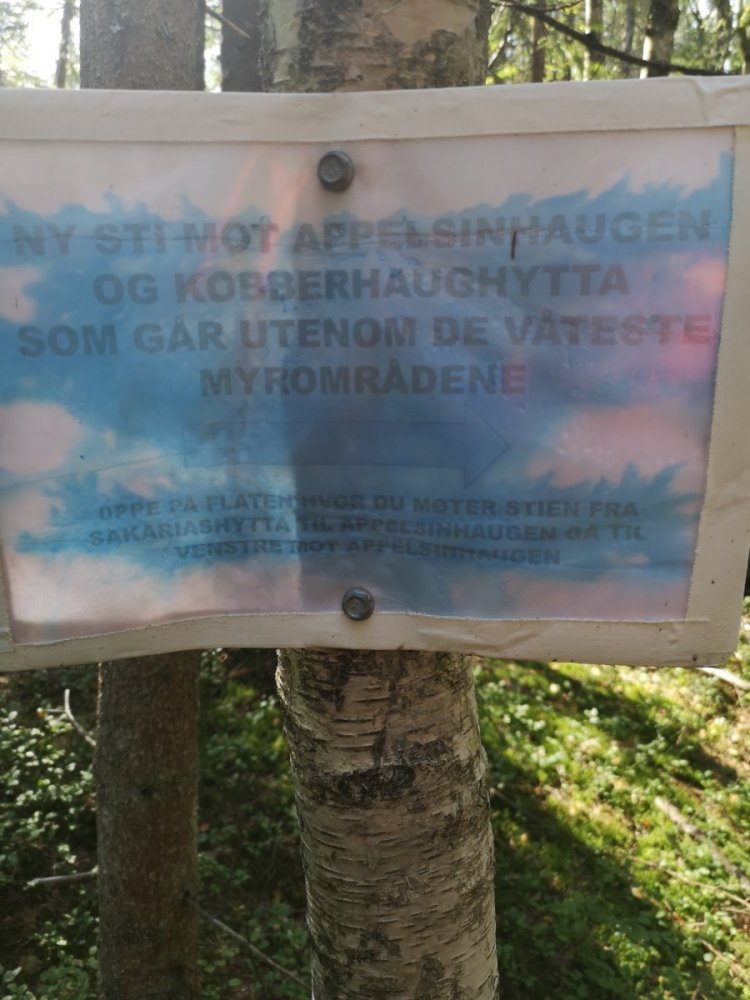 NY STI MOT APPELSINHAUGEN
OG KOBBERHAUGHYTTA
SOM GÅR UTENOM DE VÅTESTE
MYROMRÅDENE
OPPE PÅ FLATEN HVOR DU MØTER STIEN FRA
SAKARIASHYTTA TIL APPELSINHAUGEN GÅ TIL
VENSTRE MOT APPELSINHAUGEN